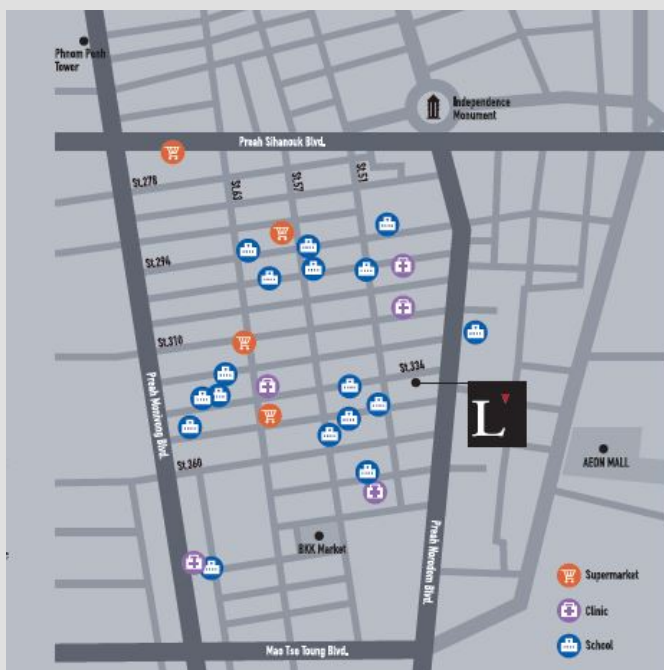 Phnom Penh
Tower
Independence
Monument
Preah Sihanouk Blvd.
St.278
St.63
St.57
St.51
St.294
St.310
St.334
Preah Monivong Blvd.
L
St.360
AEON MALL
BKK Market
Preah Norodom Blvd.
Supermarket
Clinic
School
Mao Tse Toung Blvd.